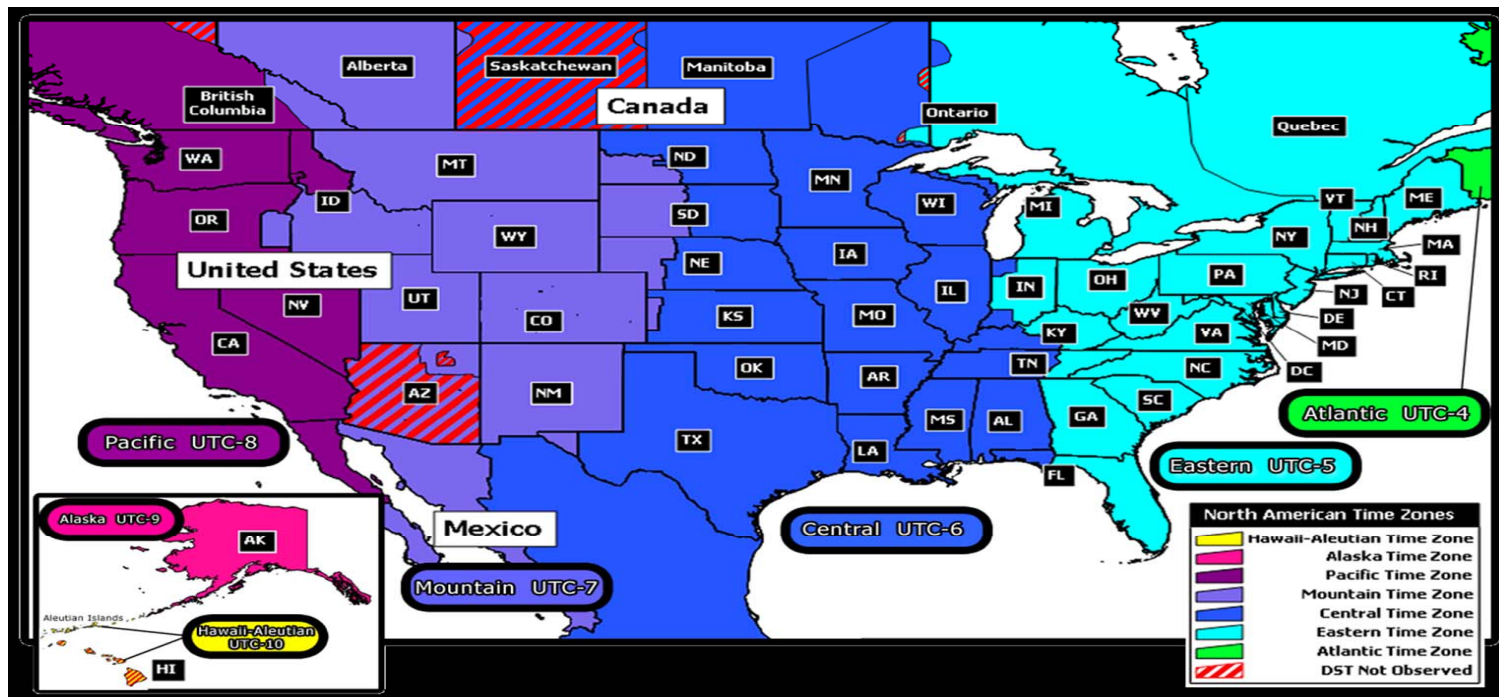 Alberta
Saskatchewan
Manitoba
British
Columbia
Canada
Ontario
Quebec
WA
MT
ND
MN
OR
ID
SD
WI
MI
VT
ME
NH
WY
NY
MA
United States
NE
IA
PA
RI
NV
UT
CO
IL
IN
OH
NJ
CT
CA
KS
MO
WV
KY
VA
DE
MD
AZ
NM
OK
AR
TN
NC
DC
TX
MS
AL
GA
SC
LA
FL
Pacific UTC-8
Atlantic UTC-4
Eastern UTC-5
Central UTC-6
Mexico
Mountain UTC-7
Alaska UTC-9
AK
Aleutian Islands
Hawaii-Aleutian
UTC-10
HI
North American Time Zones
Hawaii-Aleutian Time Zone
Alaska Time Zone
Pacific Time Zone
Mountain Time Zone
Central Time Zone
Eastern Time Zone
Atlantic Time Zone
DST Not Observed